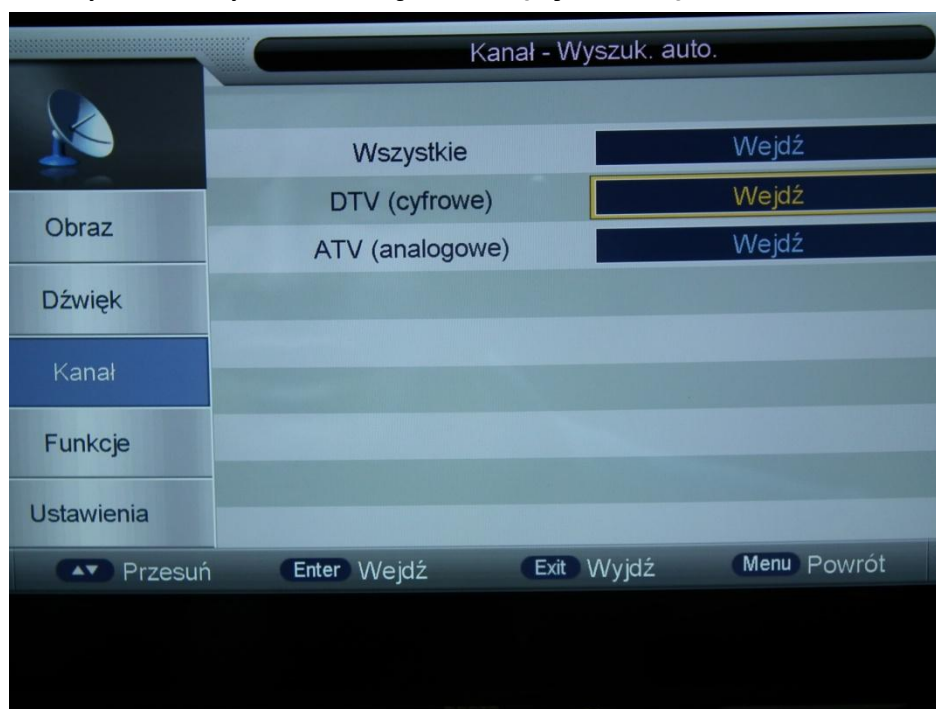 Kanał - Wyszuk. auto.
Wszystkie Wejdź
DTV (cyfrowe) Wejdź
ATV (analogowe) Wejdź
Obraz
Dźwięk
Kanał
Funkcje
Ustawienia
Przesuń Enter Wejdź Exit Wyjdź Menu Powrót